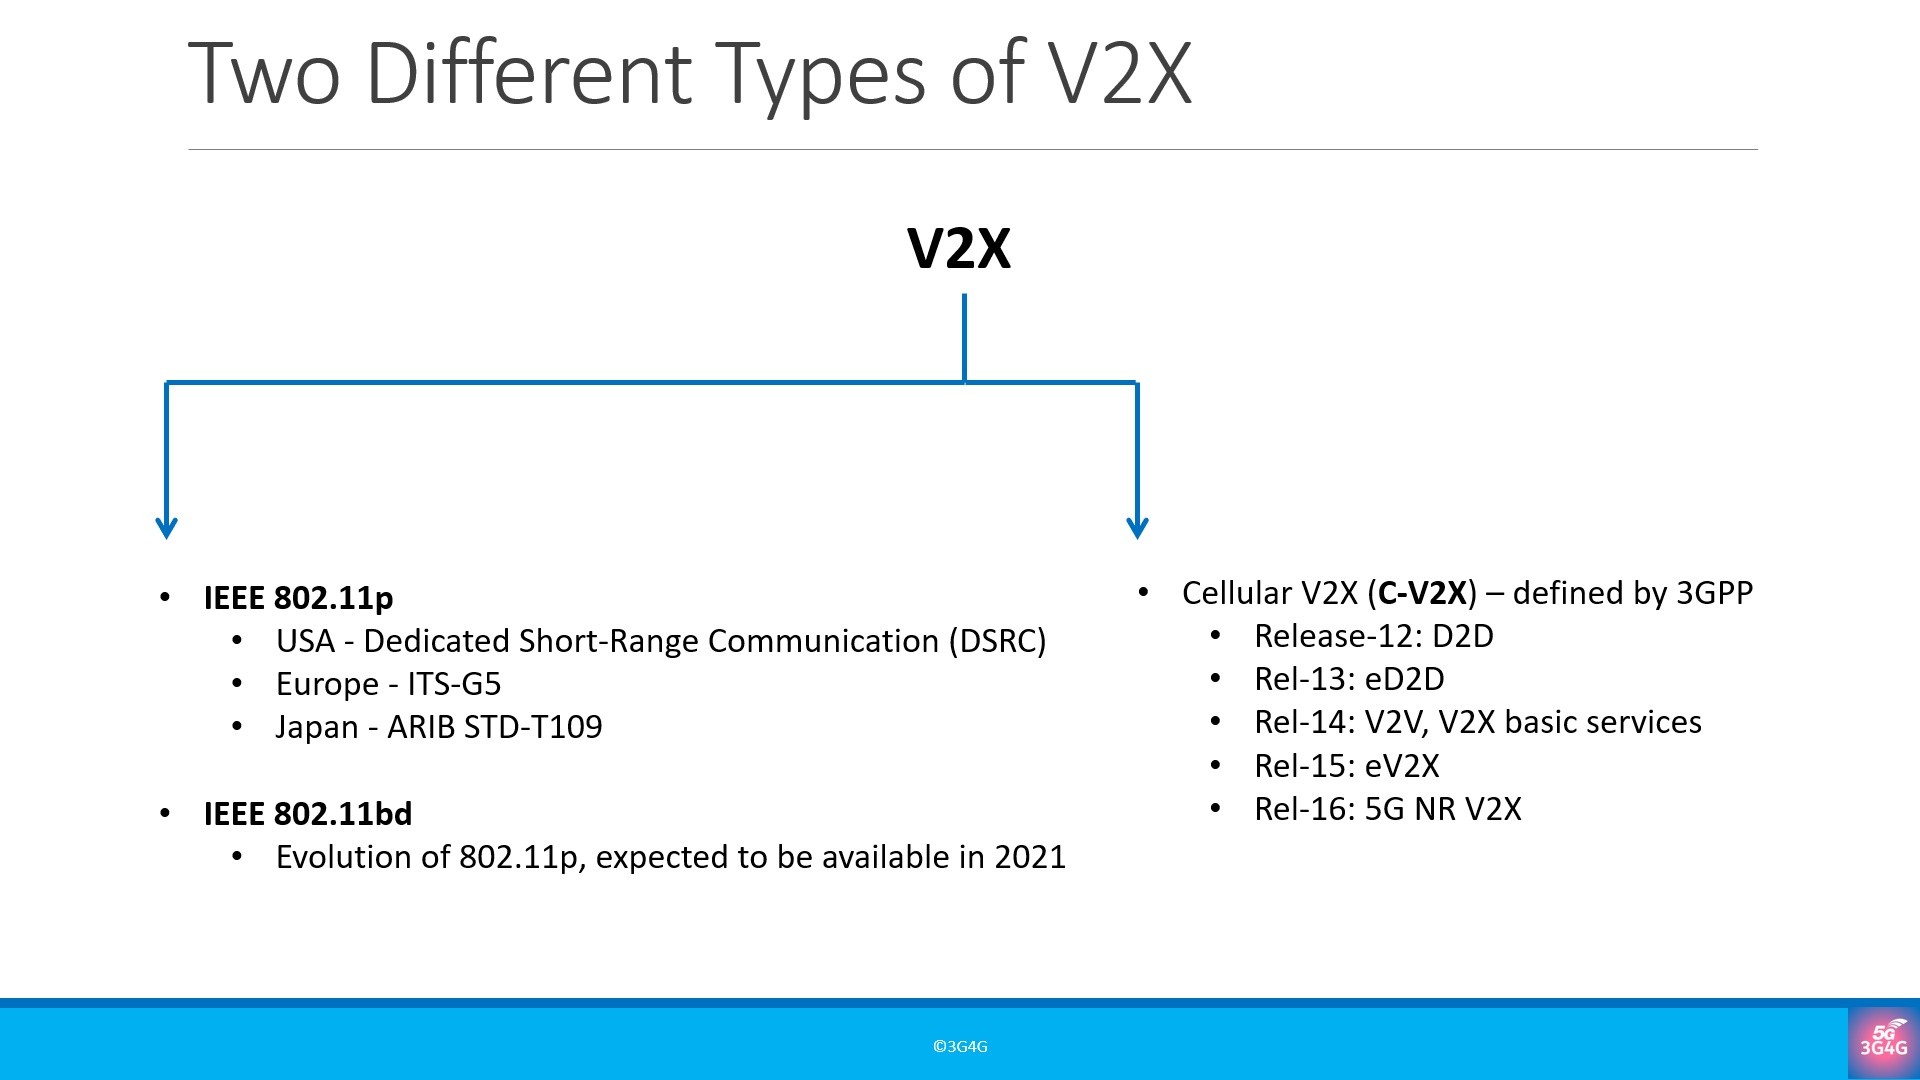 Two Different Types of V2X
V2X
• IEEE 802.11p
• USA - Dedicated Short-Range Communication (DSRC)
• Europe - ITS-G5
• Japan - ARIB STD-T109
• IEEE 802.11bd
• Evolution of 802.11p, expected to be available in 2021
• Cellular V2X (C-V2X) – defined by 3GPP
• Release-12: D2D
• Rel-13: eD2D
• Rel-14: V2V, V2X basic services
• Rel-15: eV2X
• Rel-16: 5G NR V2X
©3G4G
5G
3G4G